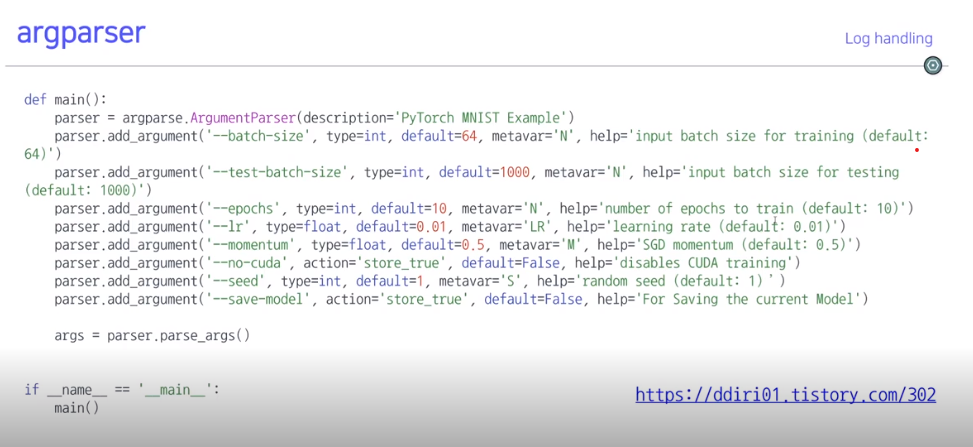 argparser
Log handling
def main():
    parser = argparse.ArgumentParser(description='PyTorch MNIST Example')
    parser.add_argument('--batch-size', type=int, default=64, metavar='N', help='input batch size for training (default:
64)')
    parser.add_argument('--test-batch-size', type=int, default=1000, metavar='N', help='input batch size for testing
(default: 1000)')
    parser.add_argument('--epochs', type=int, default=10, metavar='N', help='number of epochs to train (default: 10)')
    parser.add_argument('--lr', type=float, default=0.01, metavar='LR', help='learning rate (default: 0.01)')
    parser.add_argument('--momentum', type=float, default=0.5, metavar='M', help='SGD momentum (default: 0.5)')
    parser.add_argument('--no-cuda', action='store_true', default=False, help='disables CUDA training')
    parser.add_argument('--seed', type=int, default=1, metavar='S', help='random seed (default: 1)')
    parser.add_argument('--save-model', action='store_true', default=False, help='For Saving the current Model')
    args = parser.parse_args()
if __name__ == '__main__':
    main()
https://ddiri01.tistory.com/302